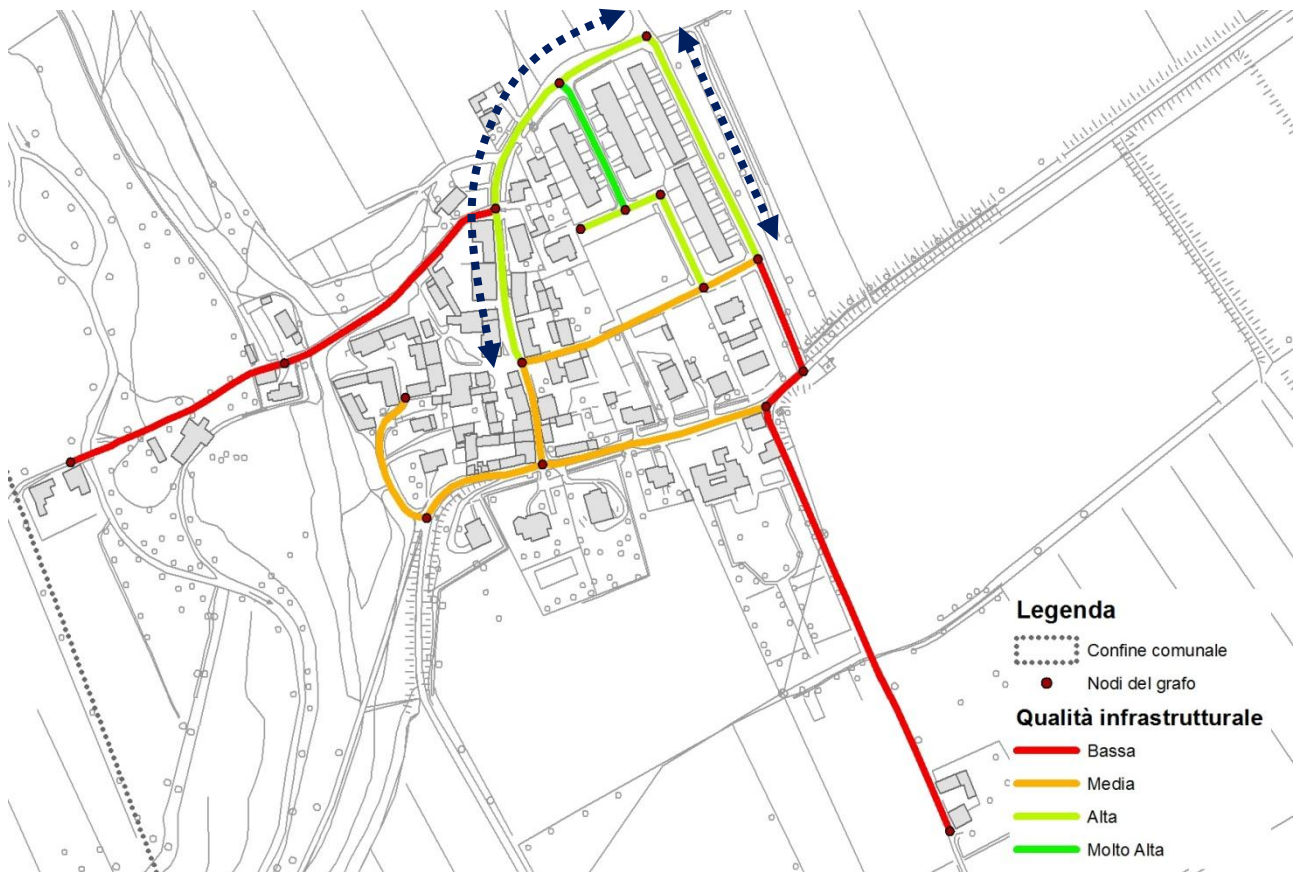 Legenda
Confine comunale
Nodi del grafo
Qualità infrastrutturale
Bassa
Media
Alta
Molto Alta